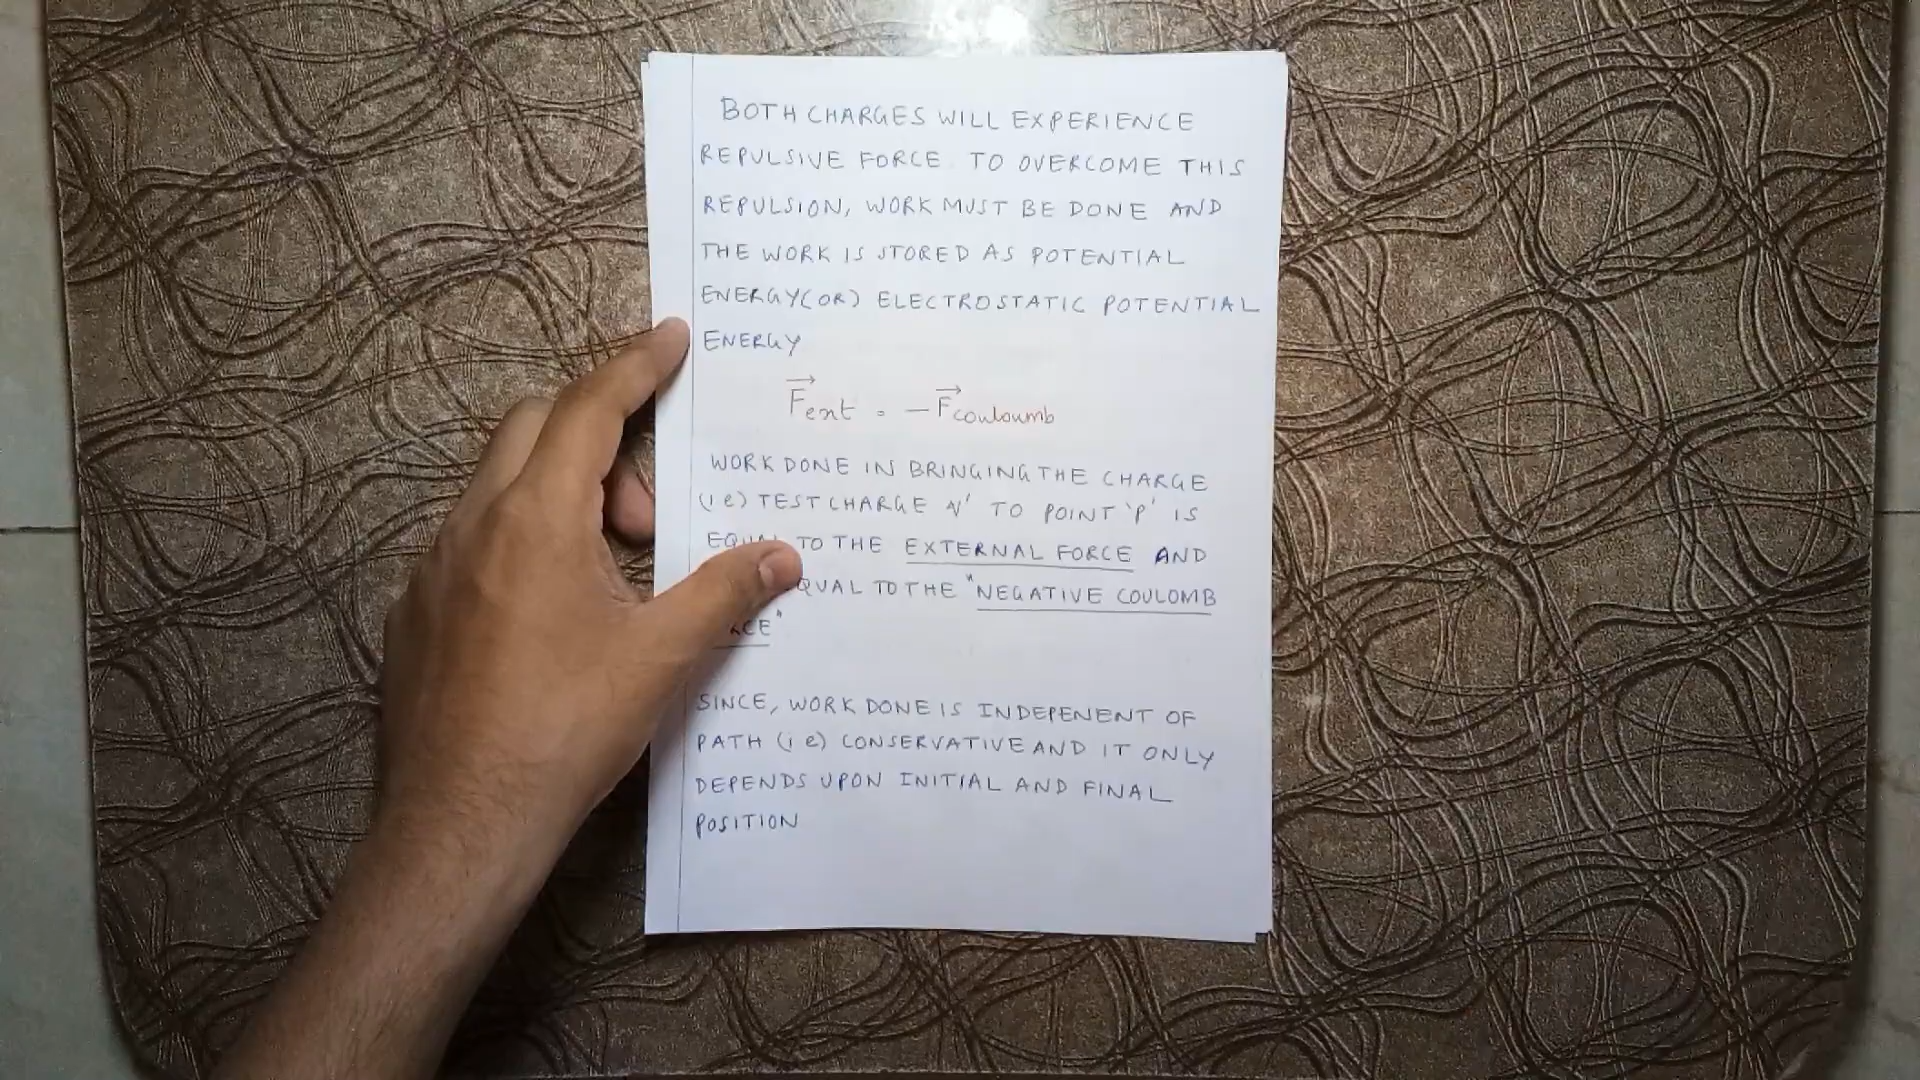 BOTH CHARGES WILL EXPERIENCE
REPULSIVE FORCE. TO OVERCOME THIS
REPULSION, WORK MUST BE DONE AND
THE WORK IS STORED AS POTENTIAL
ENERGY(OR) ELECTROSTATIC POTENTIAL
ENERGY
F⃗ext = -F⃗couloumb
WORK DONE IN BRINGING THE CHARGE
(ie) TEST CHARGE TO POINT 'P' IS
TO THE EXTERNAL FORCE AND
TO THE "NEGATIVE COULOMB
SINCE, WORK DONE IS INDEPENENT OF
PATH (ie) CONSERVATIVE AND IT ONLY
DEPENDS UPON INITIAL AND FINAL
POSITION